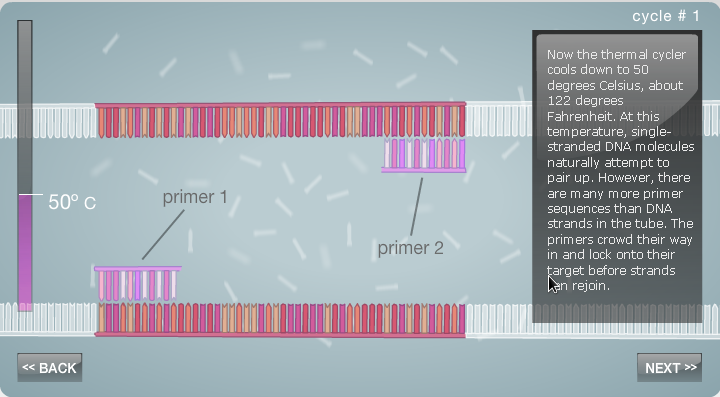 cycle # 1
Now the thermal cycler
cools down to 50
degrees Celsius, about
122 degrees
Fahrenheit. At this
temperature, single-
stranded DNA molecules
naturally attempt to
pair up. However, there
are many more primer
sequences than DNA
strands in the tube. The
primers crowd their way
in and lock onto their
target before strands
can rejoin.
50º C
primer 1
primer 2
<< BACK
NEXT >>